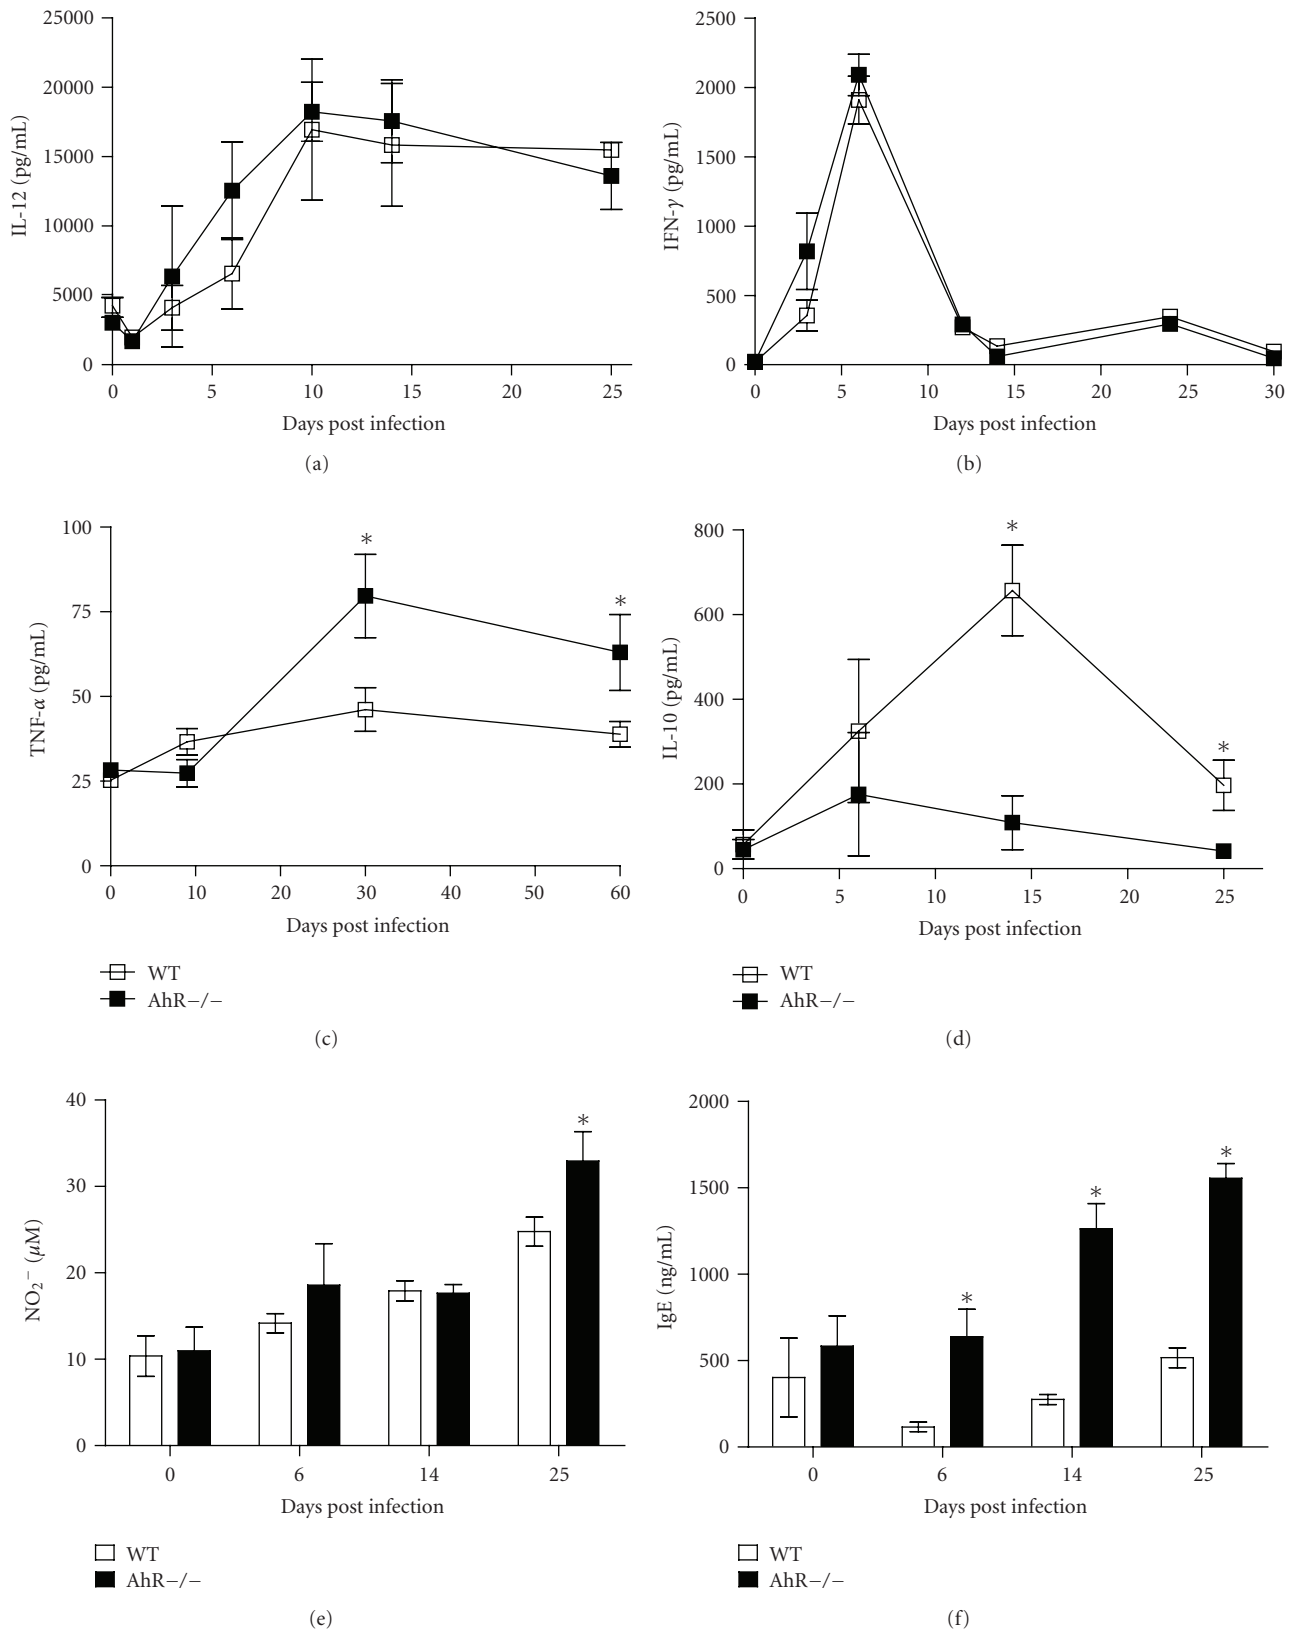 25000
20000
15000
10000
5000
0
IL-12 (pg/mL)
0 5 10 15 20 25
Days post infection
(a)
2500
2000
1500
1000
500
0
IFN-γ (pg/mL)
0 5 10 15 20 25 30
Days post infection
(b)
100
75
50
25
0
TNF-α (pg/mL)
* *
0 10 20 30 40 50 60
Days post infection
WT
AhR−/−
(c)
800
600
400
200
0
IL-10 (pg/mL)
* *
0 5 10 15 20 25
Days post infection
WT
AhR−/−
(d)
40
30
20
10
0
NO₂⁻ (μM)
*
0 6 14 25
Days post infection
WT
AhR−/−
(e)
2000
1500
1000
500
0
IgE (ng/mL)
* * *
0 6 14 25
Days post infection
WT
AhR−/−
(f)